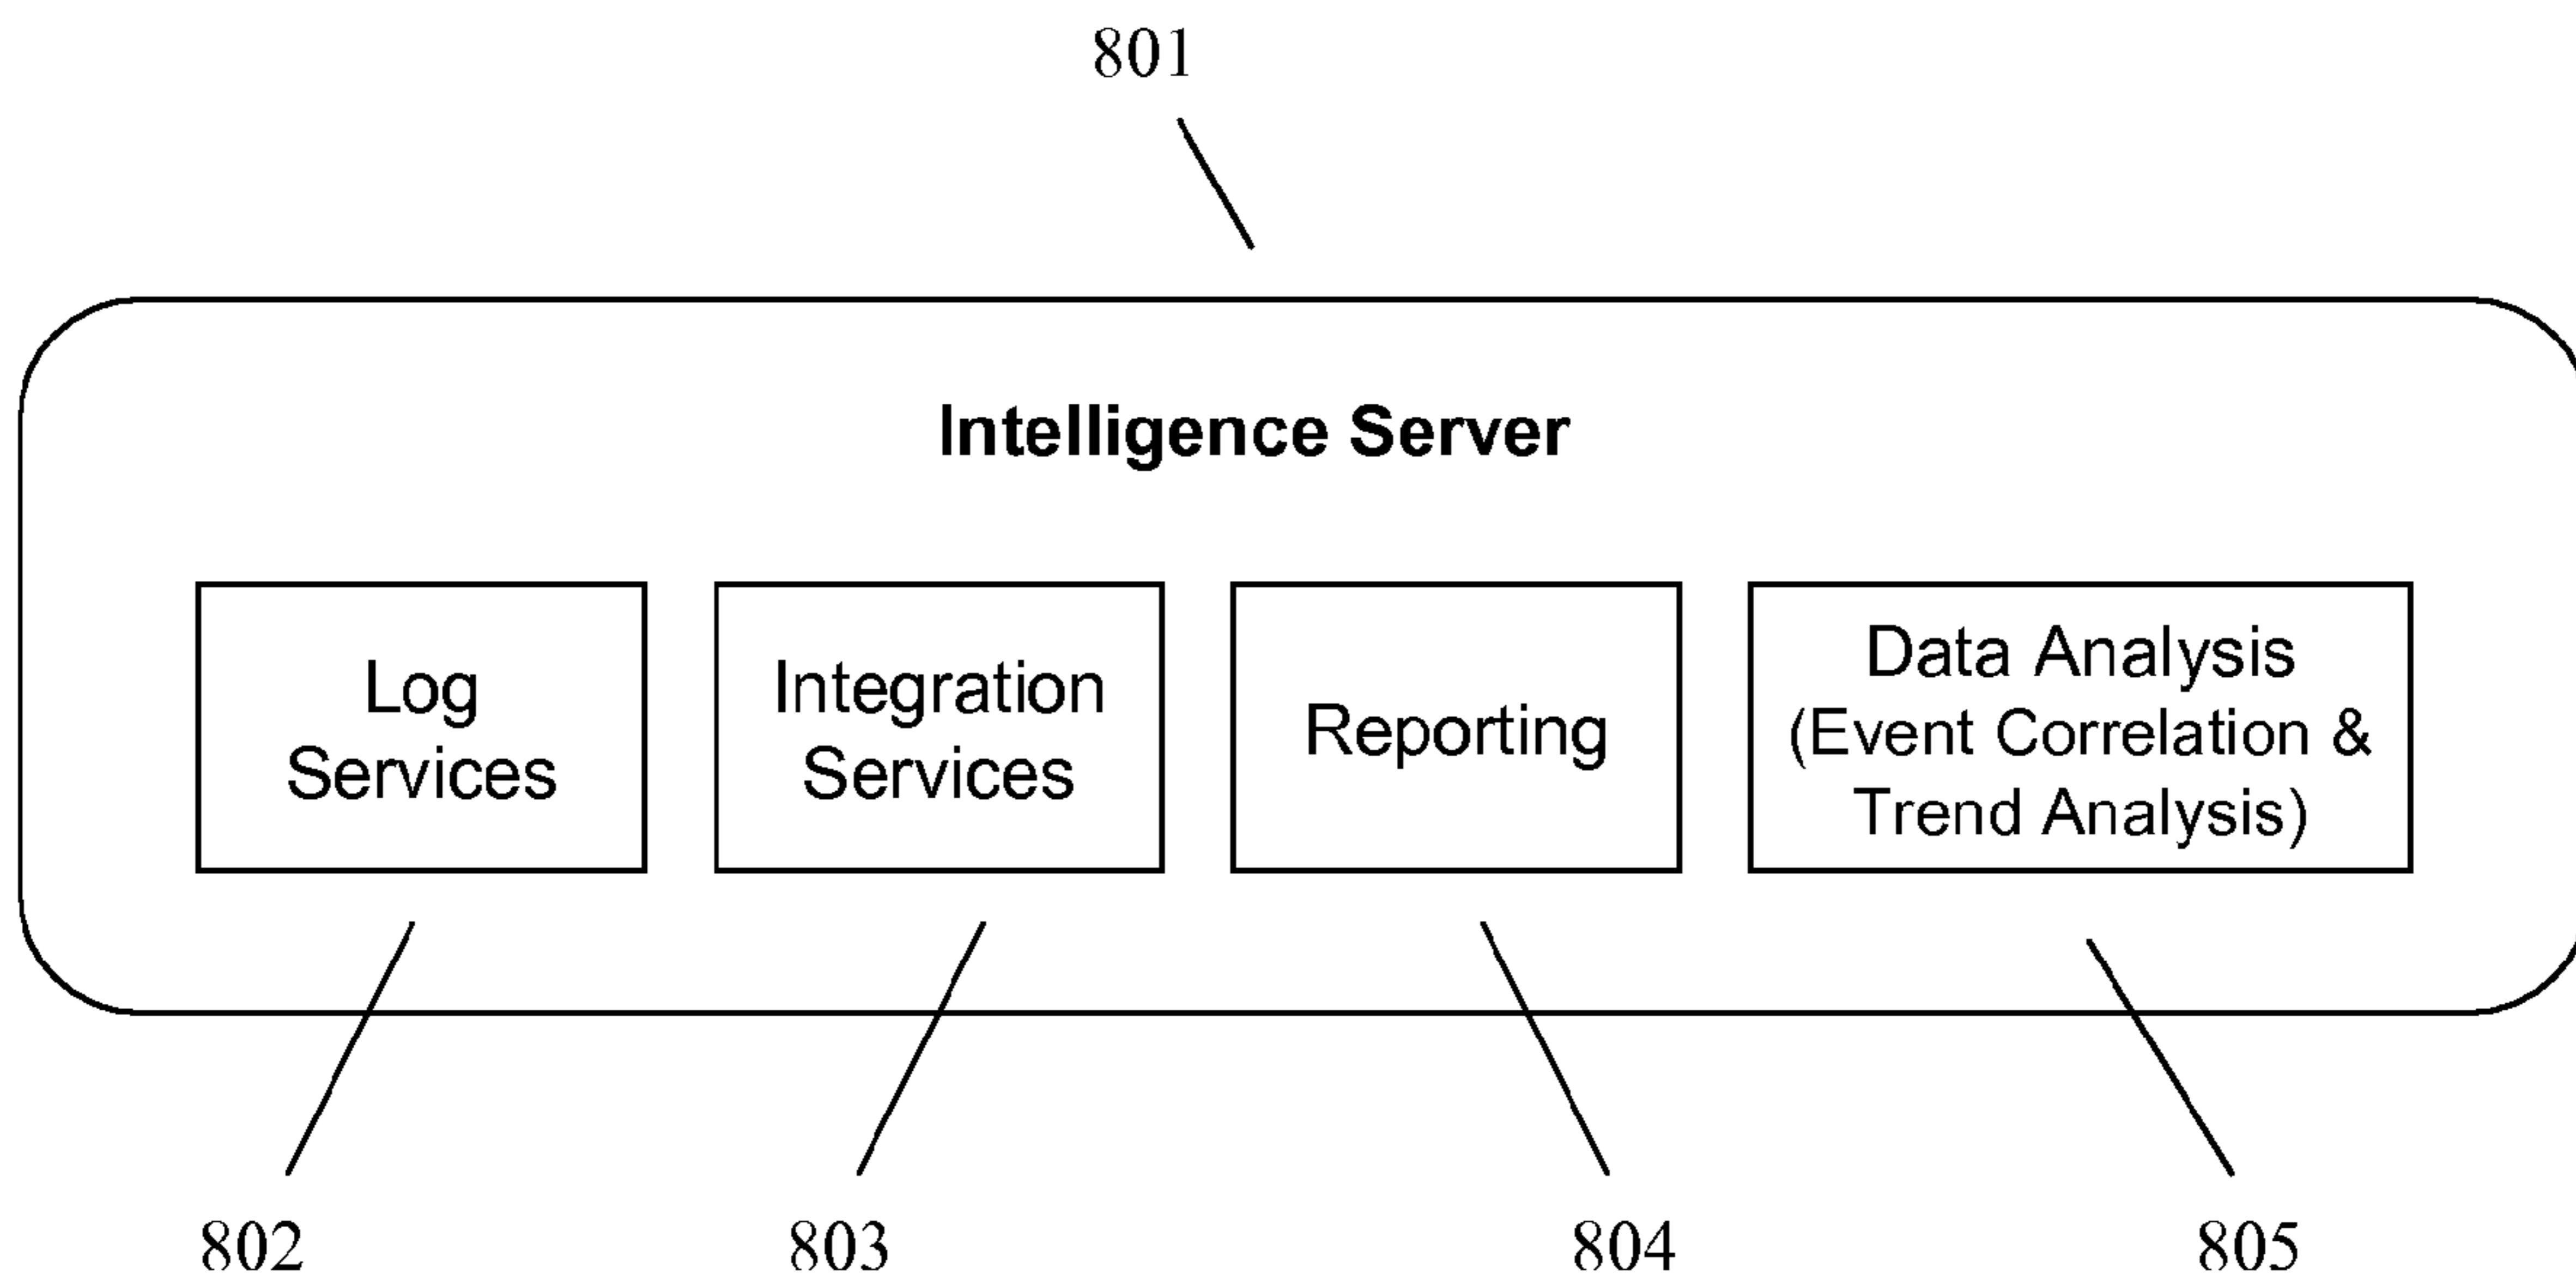 801
Intelligence Server
Log
Services
Integration
Services
Reporting
Data Analysis
(Event Correlation &
Trend Analysis)
802
803
804
805